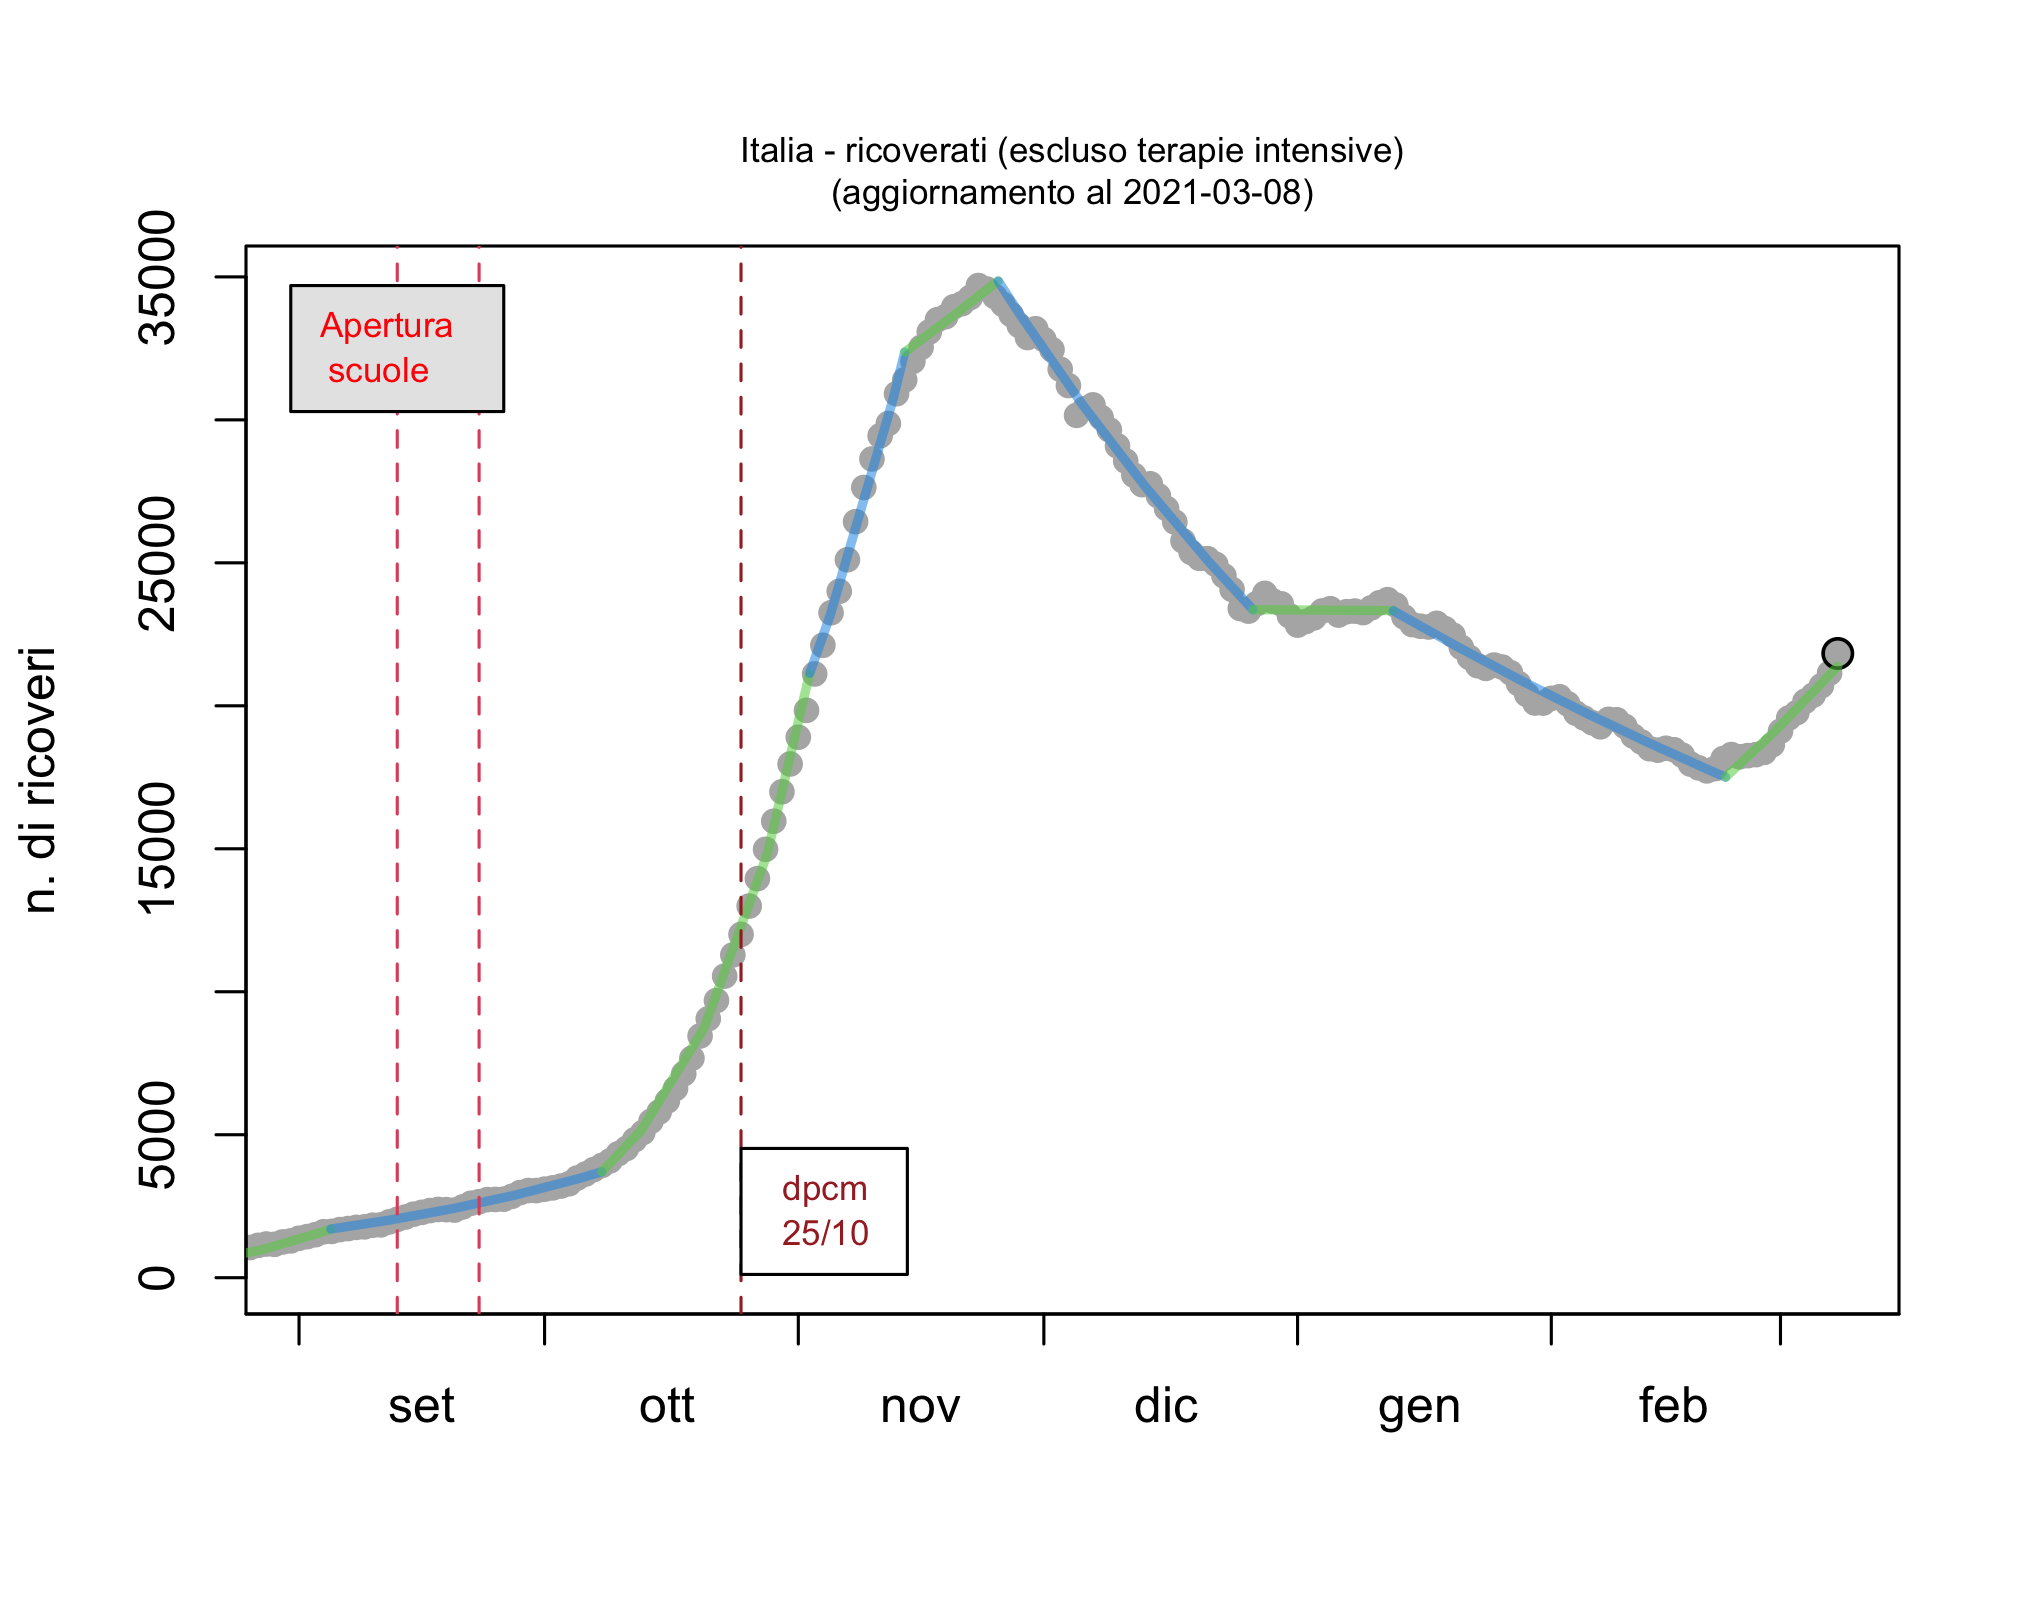 Italia - ricoverati (escluso terapie intensive)
(aggiornamento al 2021-03-08)
n. di ricoveri
35000
25000
15000
5000
0
Apertura
scuole
dpcm
25/10
set
ott
nov
dic
gen
feb